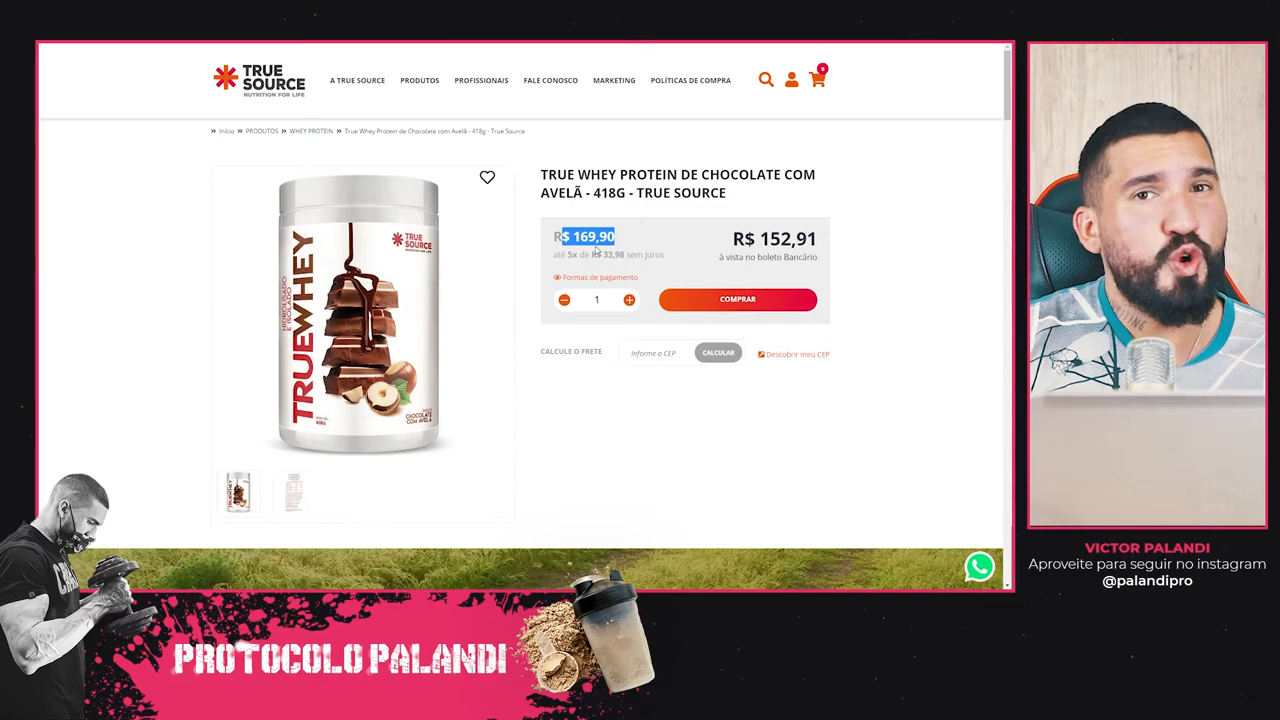 TRUE
SOURCE
NUTRITION FOR LIFE
A TRUE SOURCE
PRODUTOS
PROFISSIONAIS
FALE CONOSCO
MARKETING
POLÍTICAS DE COMPRA
0
Início
PRODUTOS
WHEY PROTEIN
True Whey Protein de Chocolate com Avelã - 418g - True Source
TRUE WHEY PROTEIN DE CHOCOLATE COM
AVELÃ - 418G - TRUE SOURCE
R$ 169,90
até 5x de R$ 33,98 sem juros
R$ 152,91
à vista no boleto Bancário
Formas de pagamento
1
COMPRAR
CALCULE O FRETE
Informe o CEP
CALCULAR
Descobrir meu CEP
TRUE
SOURCE
TRUEWHEY
HIDROLISADO
E ISOLADO
CHOCOLATE
COM AVELÃ
VICTOR PALANDI
Aproveite para seguir no instagram
@palandipro
PROTOCOLO PALANDI